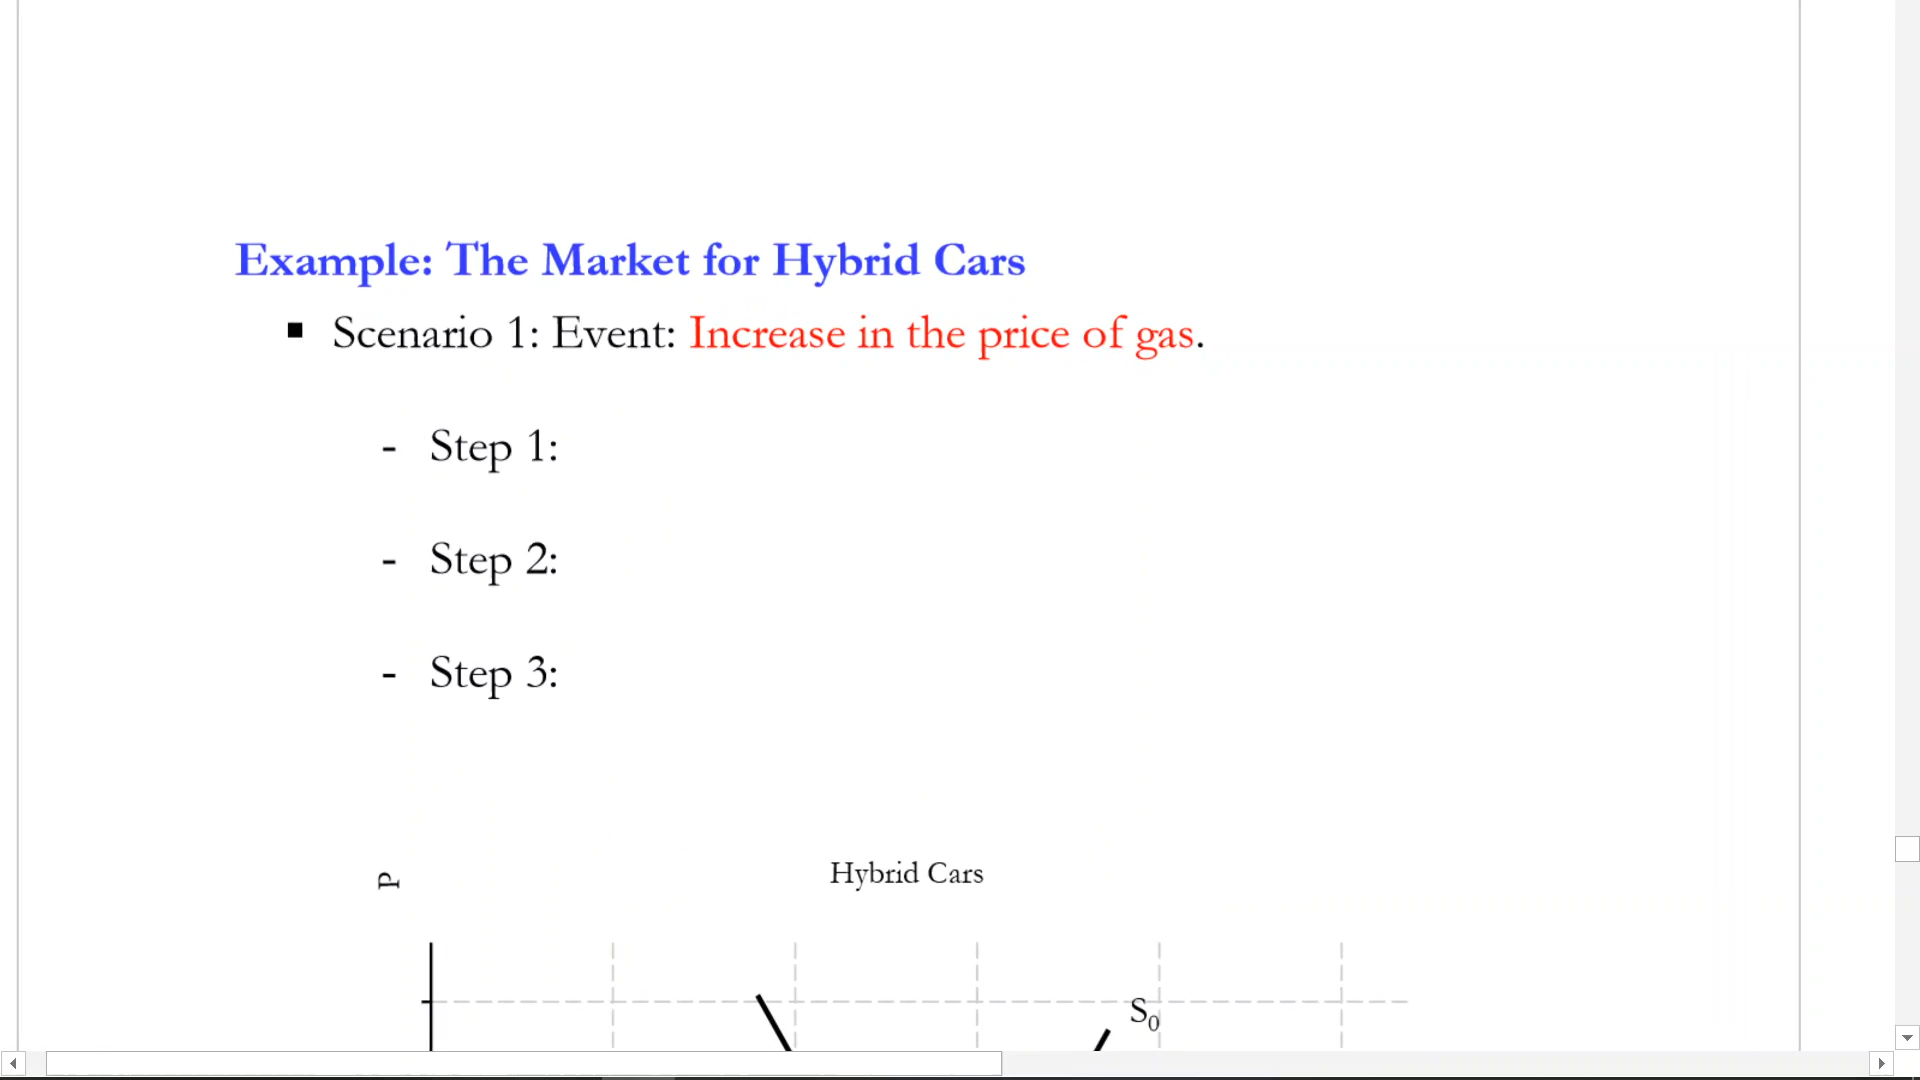 Example: The Market for Hybrid Cars
▪ Scenario 1: Event: Increase in the price of gas.
- Step 1:
- Step 2:
- Step 3:
Hybrid Cars
P
S₀